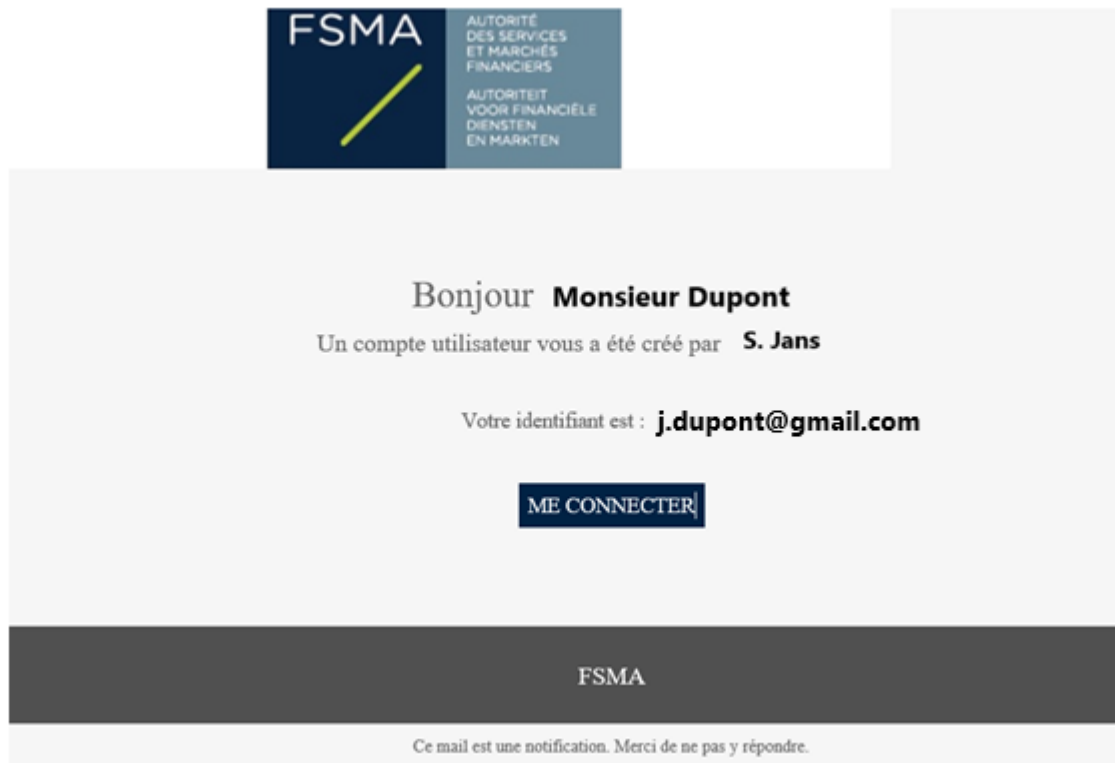 FSMA
AUTORITÉ
DES SERVICES
ET MARCHÉS
FINANCIERS
AUTORITEIT
VOOR FINANCIËLE
DIENSTEN
EN MARKTEN
Bonjour Monsieur Dupont
Un compte utilisateur vous a été créé par S. Jans
Votre identifiant est : j.dupont@gmail.com
ME CONNECTER
FSMA
Ce mail est une notification. Merci de ne pas y répondre.